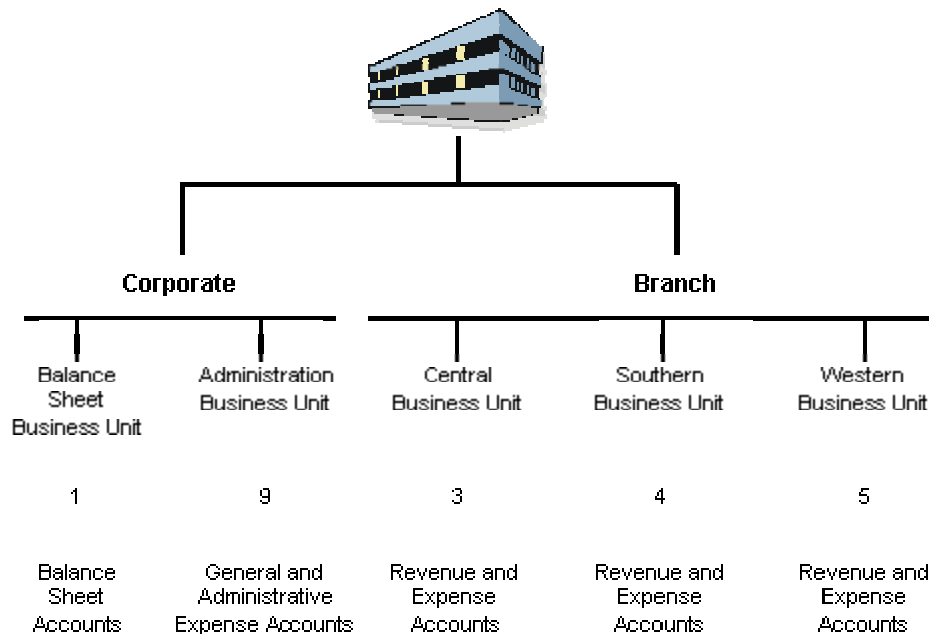 Corporate
Branch
Balance
Sheet
Business Unit
Administration
Business Unit
Central
Business Unit
Southern
Business Unit
Western
Business Unit
1
9
3
4
5
Balance
Sheet
Accounts
General and
Administrative
Expense Accounts
Revenue and
Expense
Accounts
Revenue and
Expense
Accounts
Revenue and
Expense
Accounts